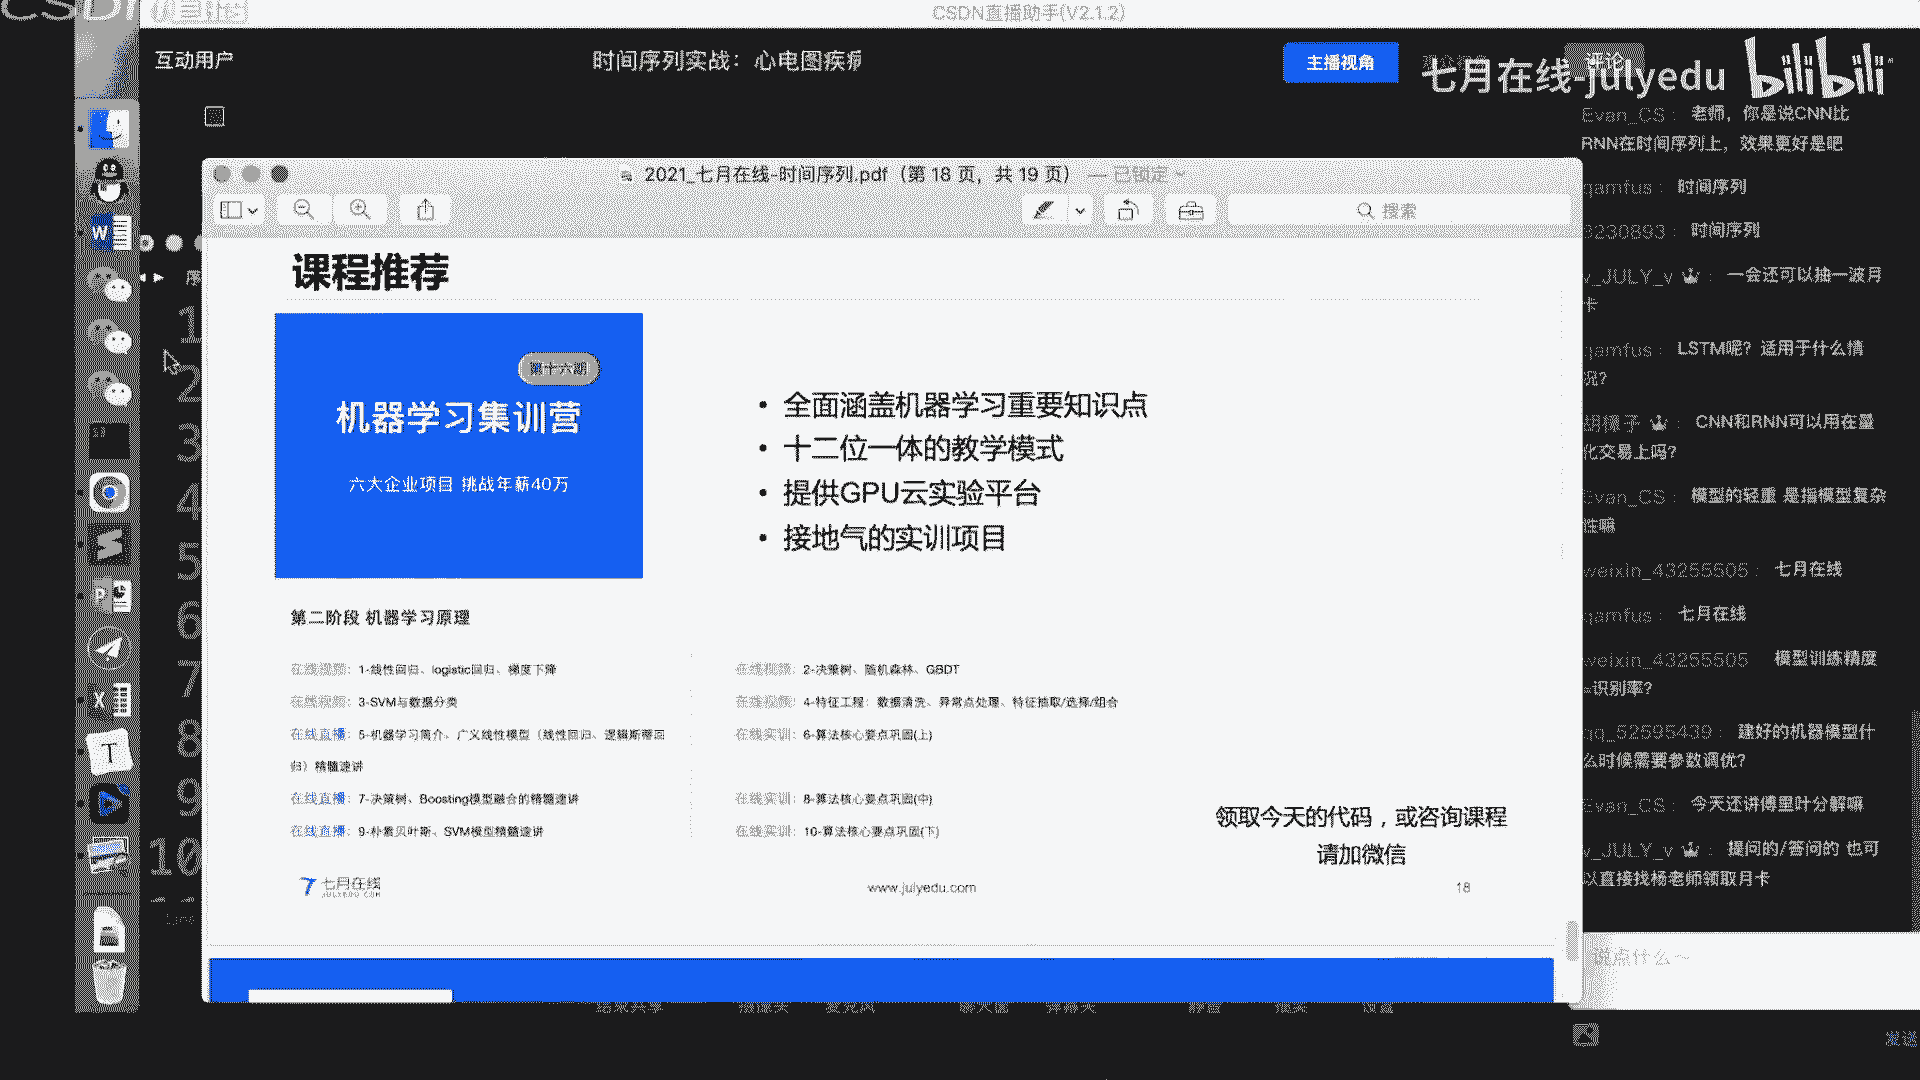 CSDN直播助手(V2.1.2)
互动用户
时间序列实战：心电图疾病
主播视角
评论
七月在线-julyedu
bilibili
2021_七月在线-时间序列.pdf（第 18 页，共 19 页）
— 已锁定
搜索
课程推荐
第十六期
机器学习集训营
六大企业项目 挑战年薪40万
• 全面涵盖机器学习重要知识点
• 十二位一体的教学模式
• 提供GPU云实验平台
• 接地气的实训项目
第二阶段 机器学习原理
在线视频：1-线性回归、logistic回归、梯度下降
在线视频：2-决策树、随机森林、GBDT
在线视频：3-SVM与数据分类
在线视频：4-特征工程：数据清洗、异常点处理、特征抽取/选择/组合
在线直播：5-机器学习简介、广义线性模型（线性回归、逻辑斯蒂回
归）精髓速讲
在线实训：6-算法核心要点巩固(上)
在线直播：7-决策树、Boosting模型融合的精髓速讲
在线实训：8-算法核心要点巩固(中)
在线直播：9-朴素贝叶斯、SVM模型精髓速讲
在线实训：10-算法核心要点巩固(下)
领取今天的代码，或咨询课程
请加微信
七月在线
JULYEDU.COM
www.julyedu.com
18
Evan_CS： 老师，你是说CNN比
RNN在时间序列上，效果更好是吧
qamfus： 时间序列
3230893： 时间序列
v_JULY_v： 一会还可以抽一波月
卡
qamfus： LSTM呢？适用于什么情
况？
CNN和RNN可以用在量
化交易上吗？
Evan_CS： 模型的轻重 是指模型复杂
性嘛
weixin_43255505： 七月在线
qamfus： 七月在线
weixin_43255505 模型训练精度
=识别率？
qq_52595439： 建好的机器模型什
么时候需要参数调优？
Evan_CS： 今天还讲傅里叶分解嘛
v_JULY_v： 提问的/答问的 也可
以直接找杨老师领取月卡
说点什么～
发送
1
2
3
4
5
6
7
8
9
10